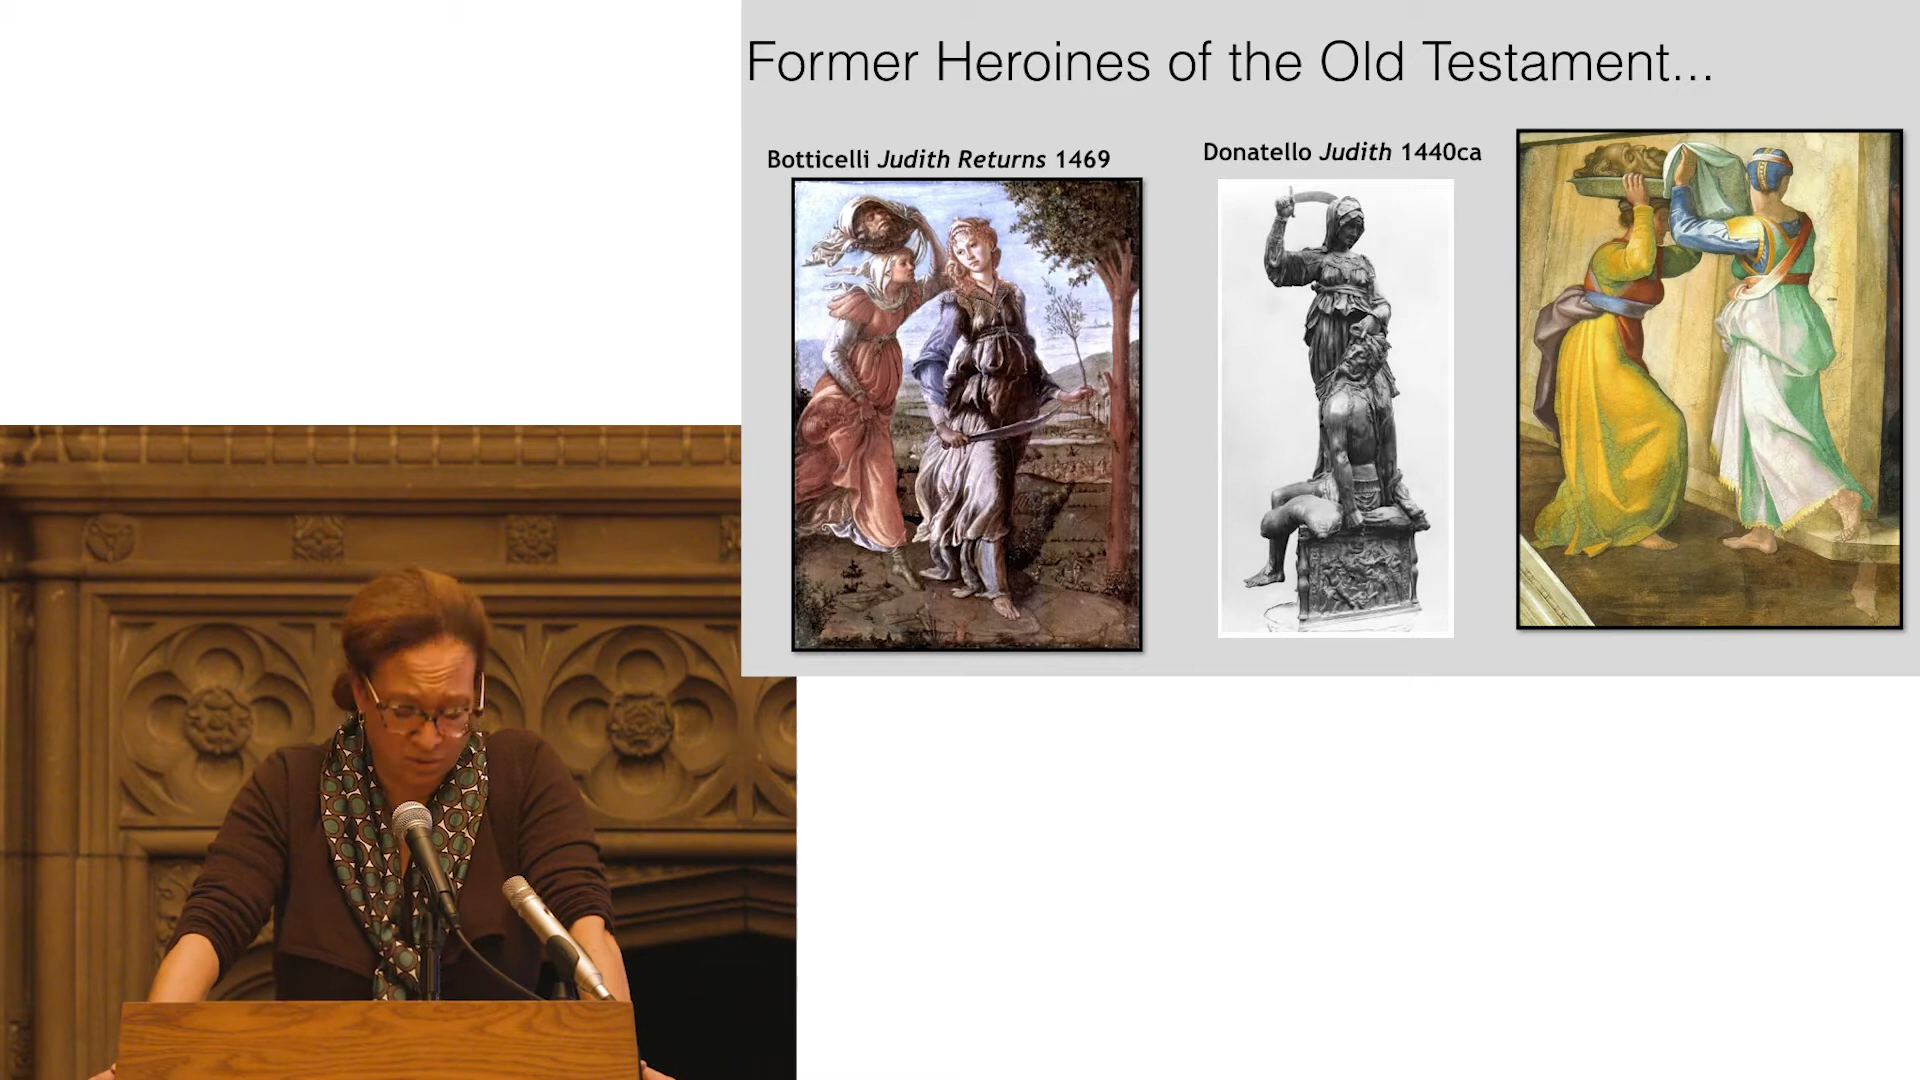 Former Heroines of the Old Testament...
Botticelli Judith Returns 1469
Donatello Judith 1440ca